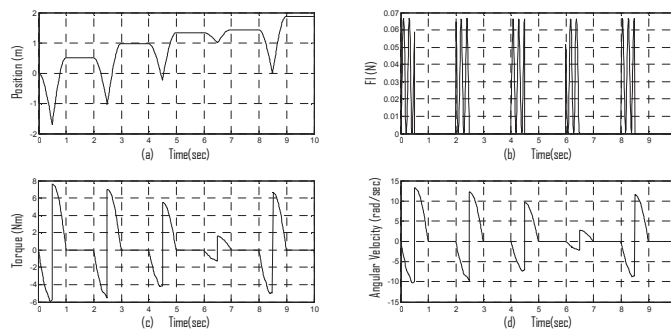 2
1
0
-1
-2
Position (m)
0 1 2 3 4 5 6 7 8 9 10
(a) Time(sec)
0.07
0.06
0.05
0.04
0.03
0.02
0.01
0
Fl (N)
0 1 2 3 4 5 6 7 8 9
(b) Time(sec)
8
6
4
2
0
-2
-4
-6
Torque (Nm)
0 1 2 3 4 5 6 7 8 9 10
(c) Time(sec)
15
10
5
0
-5
-10
-15
Angular Velocity (rad/sec)
0 1 2 3 4 5 6 7 8 9 10
(d) Time(sec)